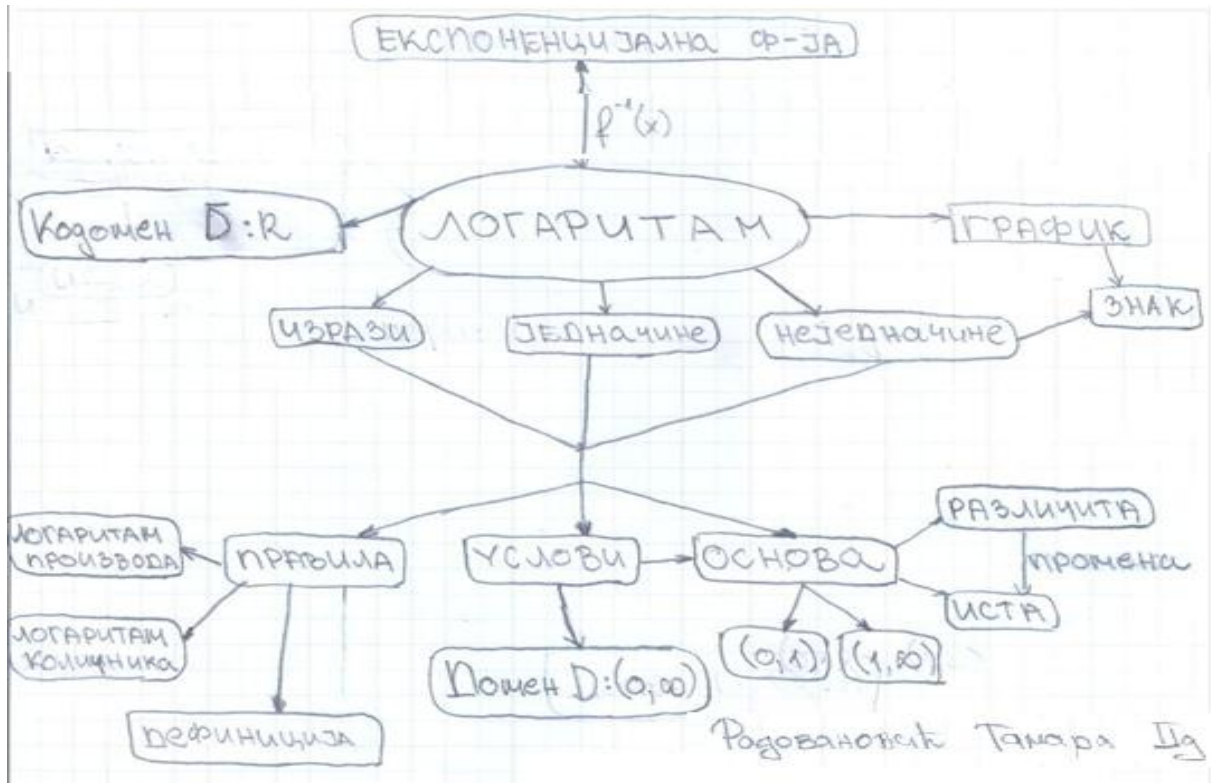 ЕКСПОНЕНЦИЈАЛНА Ф-ЈА
f⁻¹(x)
Кодомен D̄:R
ЛОГАРИТАМ
ГРАФИК
ЗНАК
ИЗРАЗИ
ЈЕДНАЧИНЕ
НЕЈЕДНАЧИНЕ
РАЗЛИЧИТА
ЛОГАРИТАМ
ПРОИЗВОДА
ПРАВИЛА
УСЛОВИ
ОСНОВА
ПРОМЕНА
ИСТА
ЛОГАРИТАМ
КОЛИЧНИКА
(0,1)
(1,∞)
Домен D:(0,∞)
ДЕФИНИЦИЈА
Тамара IIд